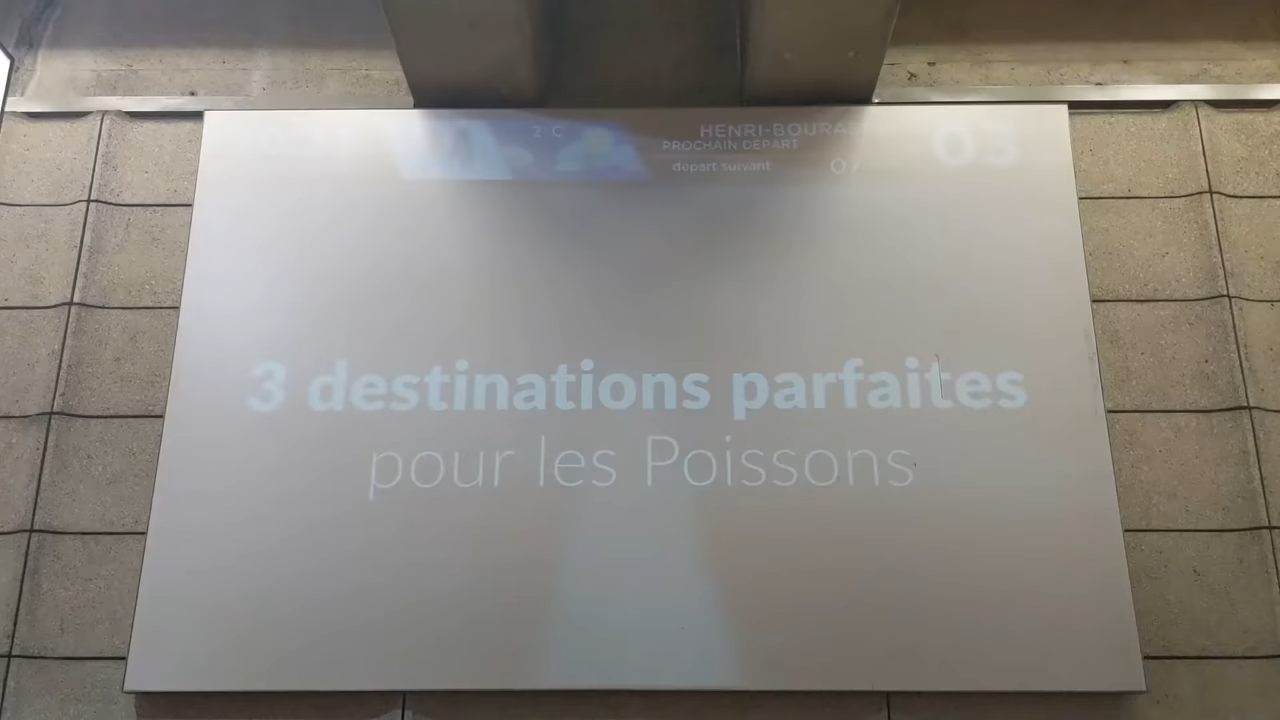 2 C
HENRI-BOURA
PROCHAIN DÉPART
03
départ suivant
3 destinations parfaites
pour les Poissons